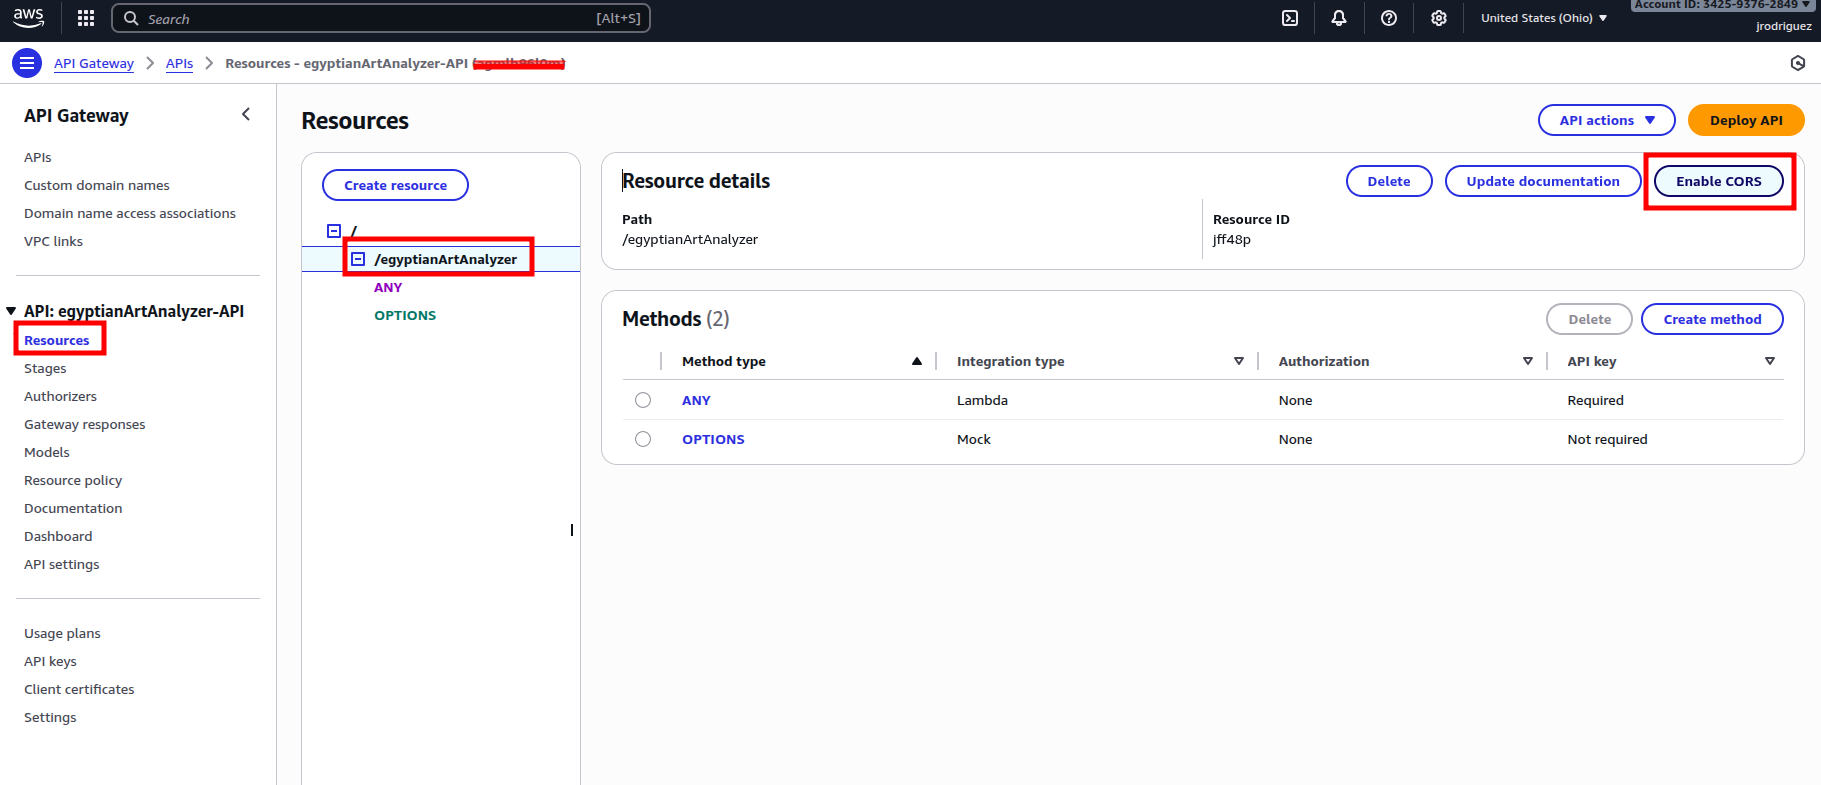 aws
Search
[Alt+S]
United States (Ohio)
Account ID: 3425-9376-2849
jrodriguez
API Gateway
APIs
Resources - egyptianArtAnalyzer-API
API Gateway
APIs
Custom domain names
Domain name access associations
VPC links
API: egyptianArtAnalyzer-API
Resources
Stages
Authorizers
Gateway responses
Models
Resource policy
Documentation
Dashboard
API settings
Usage plans
API keys
Client certificates
Settings
Resources
API actions
Deploy API
Create resource
/
/egyptianArtAnalyzer
ANY
OPTIONS
Resource details
Delete
Update documentation
Enable CORS
Path
/egyptianArtAnalyzer
Resource ID
jff48p
Methods (2)
Delete
Create method
Method type Integration type Authorization API key
ANY Lambda None Required
OPTIONS Mock None Not required